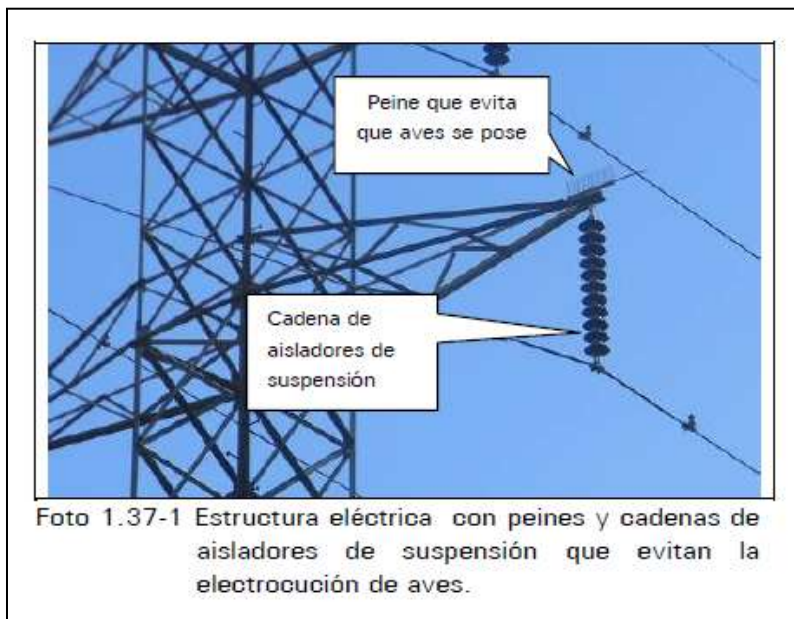 Peine que evita
que aves se pose
Cadena de
aisladores de
suspensión
Foto 1.37-1 Estructura eléctrica con peines y cadenas de
aisladores de suspensión que evitan la
electrocución de aves.